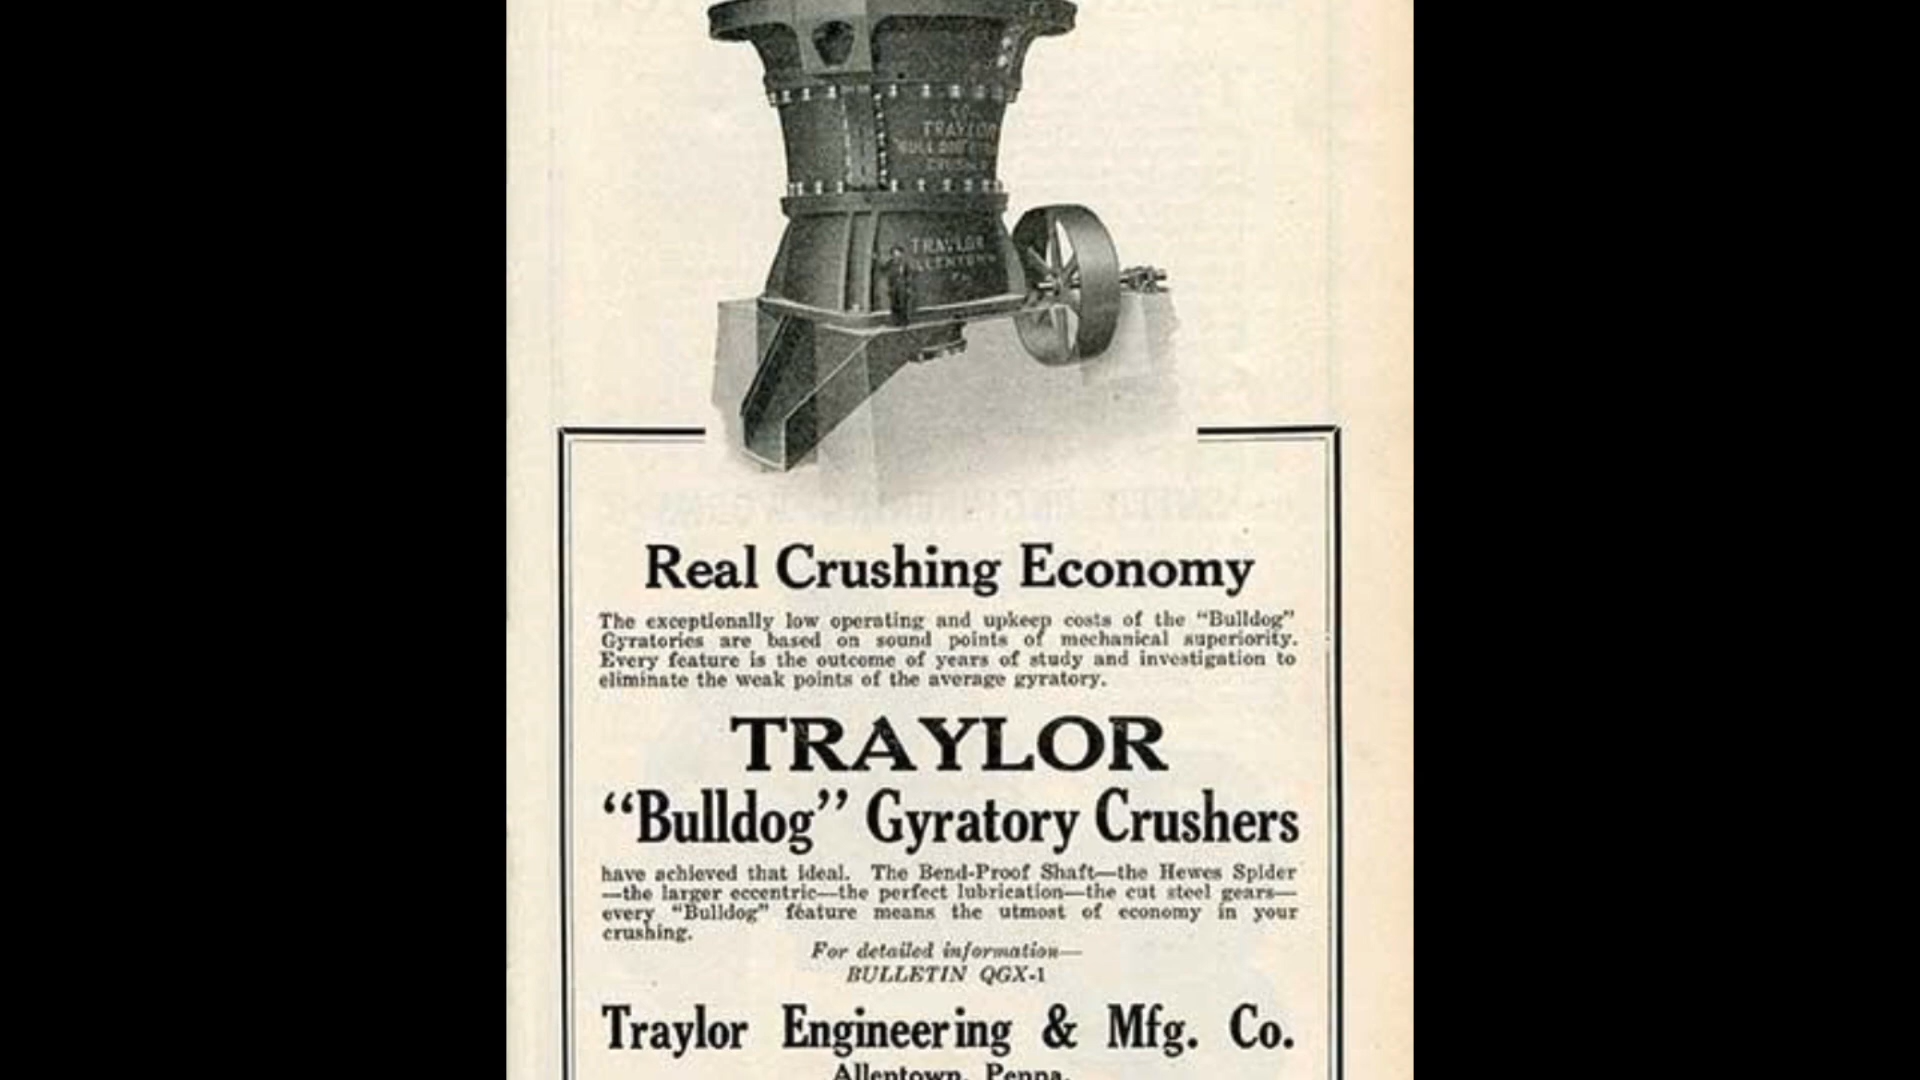 TRAYLOR
TRAYLOR
Real Crushing Economy
The exceptionally low operating and upkeep costs of the "Bulldog"
Gyratories are based on sound points of mechanical superiority.
Every feature is the outcome of years of study and investigation to
eliminate the weak points of the average gyratory.
TRAYLOR
"Bulldog" Gyratory Crushers
have achieved that ideal. The Bend-Proof Shaft—the Hewes Spider
—the larger eccentric—the perfect lubrication—the cut steel gears—
every "Bulldog" feature means the utmost of economy in your
crushing.
For detailed information—
BULLETIN QGX-1
Traylor Engineering & Mfg. Co.
Allentown, Penna.